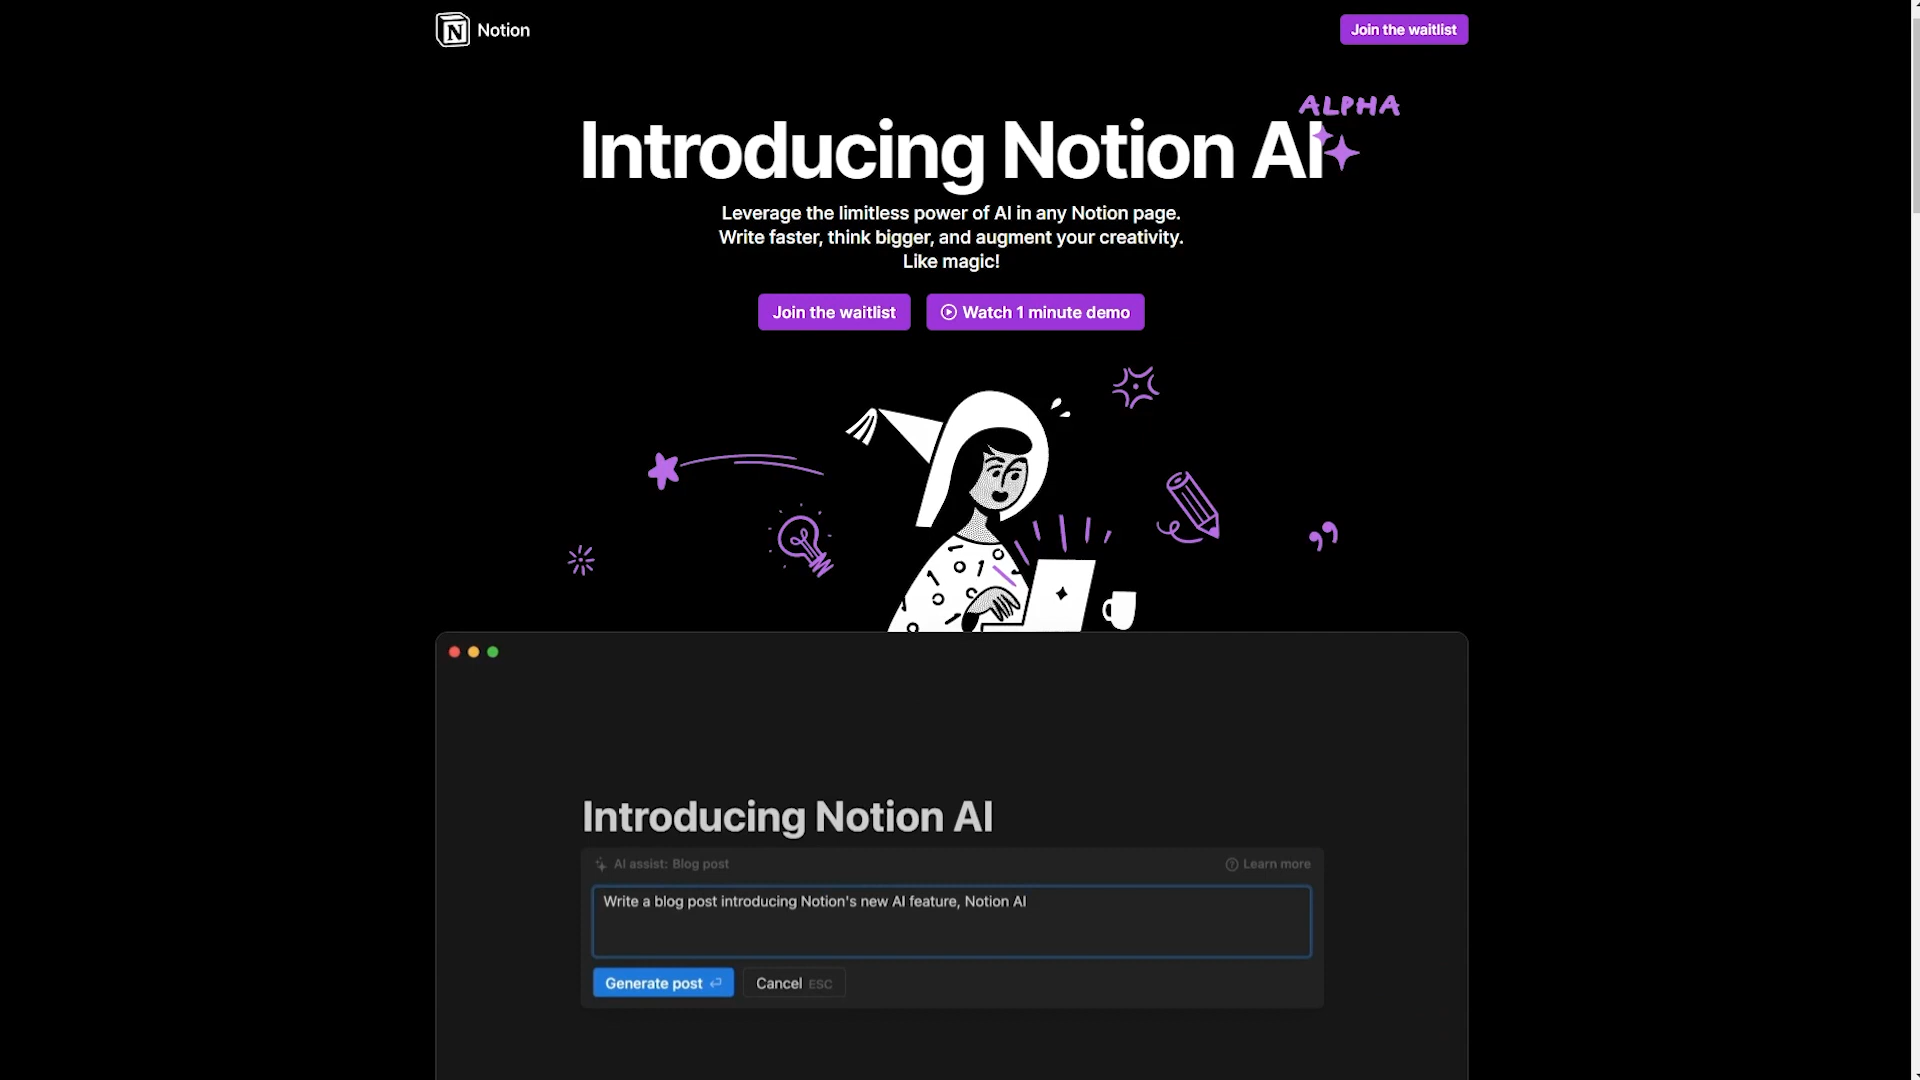 Notion
Join the waitlist
ALPHA
Introducing Notion AI
Leverage the limitless power of AI in any Notion page.
Write faster, think bigger, and augment your creativity.
Like magic!
Join the waitlist
Watch 1 minute demo
Introducing Notion AI
AI assist: Blog post
Learn more
Write a blog post introducing Notion's new AI feature, Notion AI
Generate post
Cancel ESC